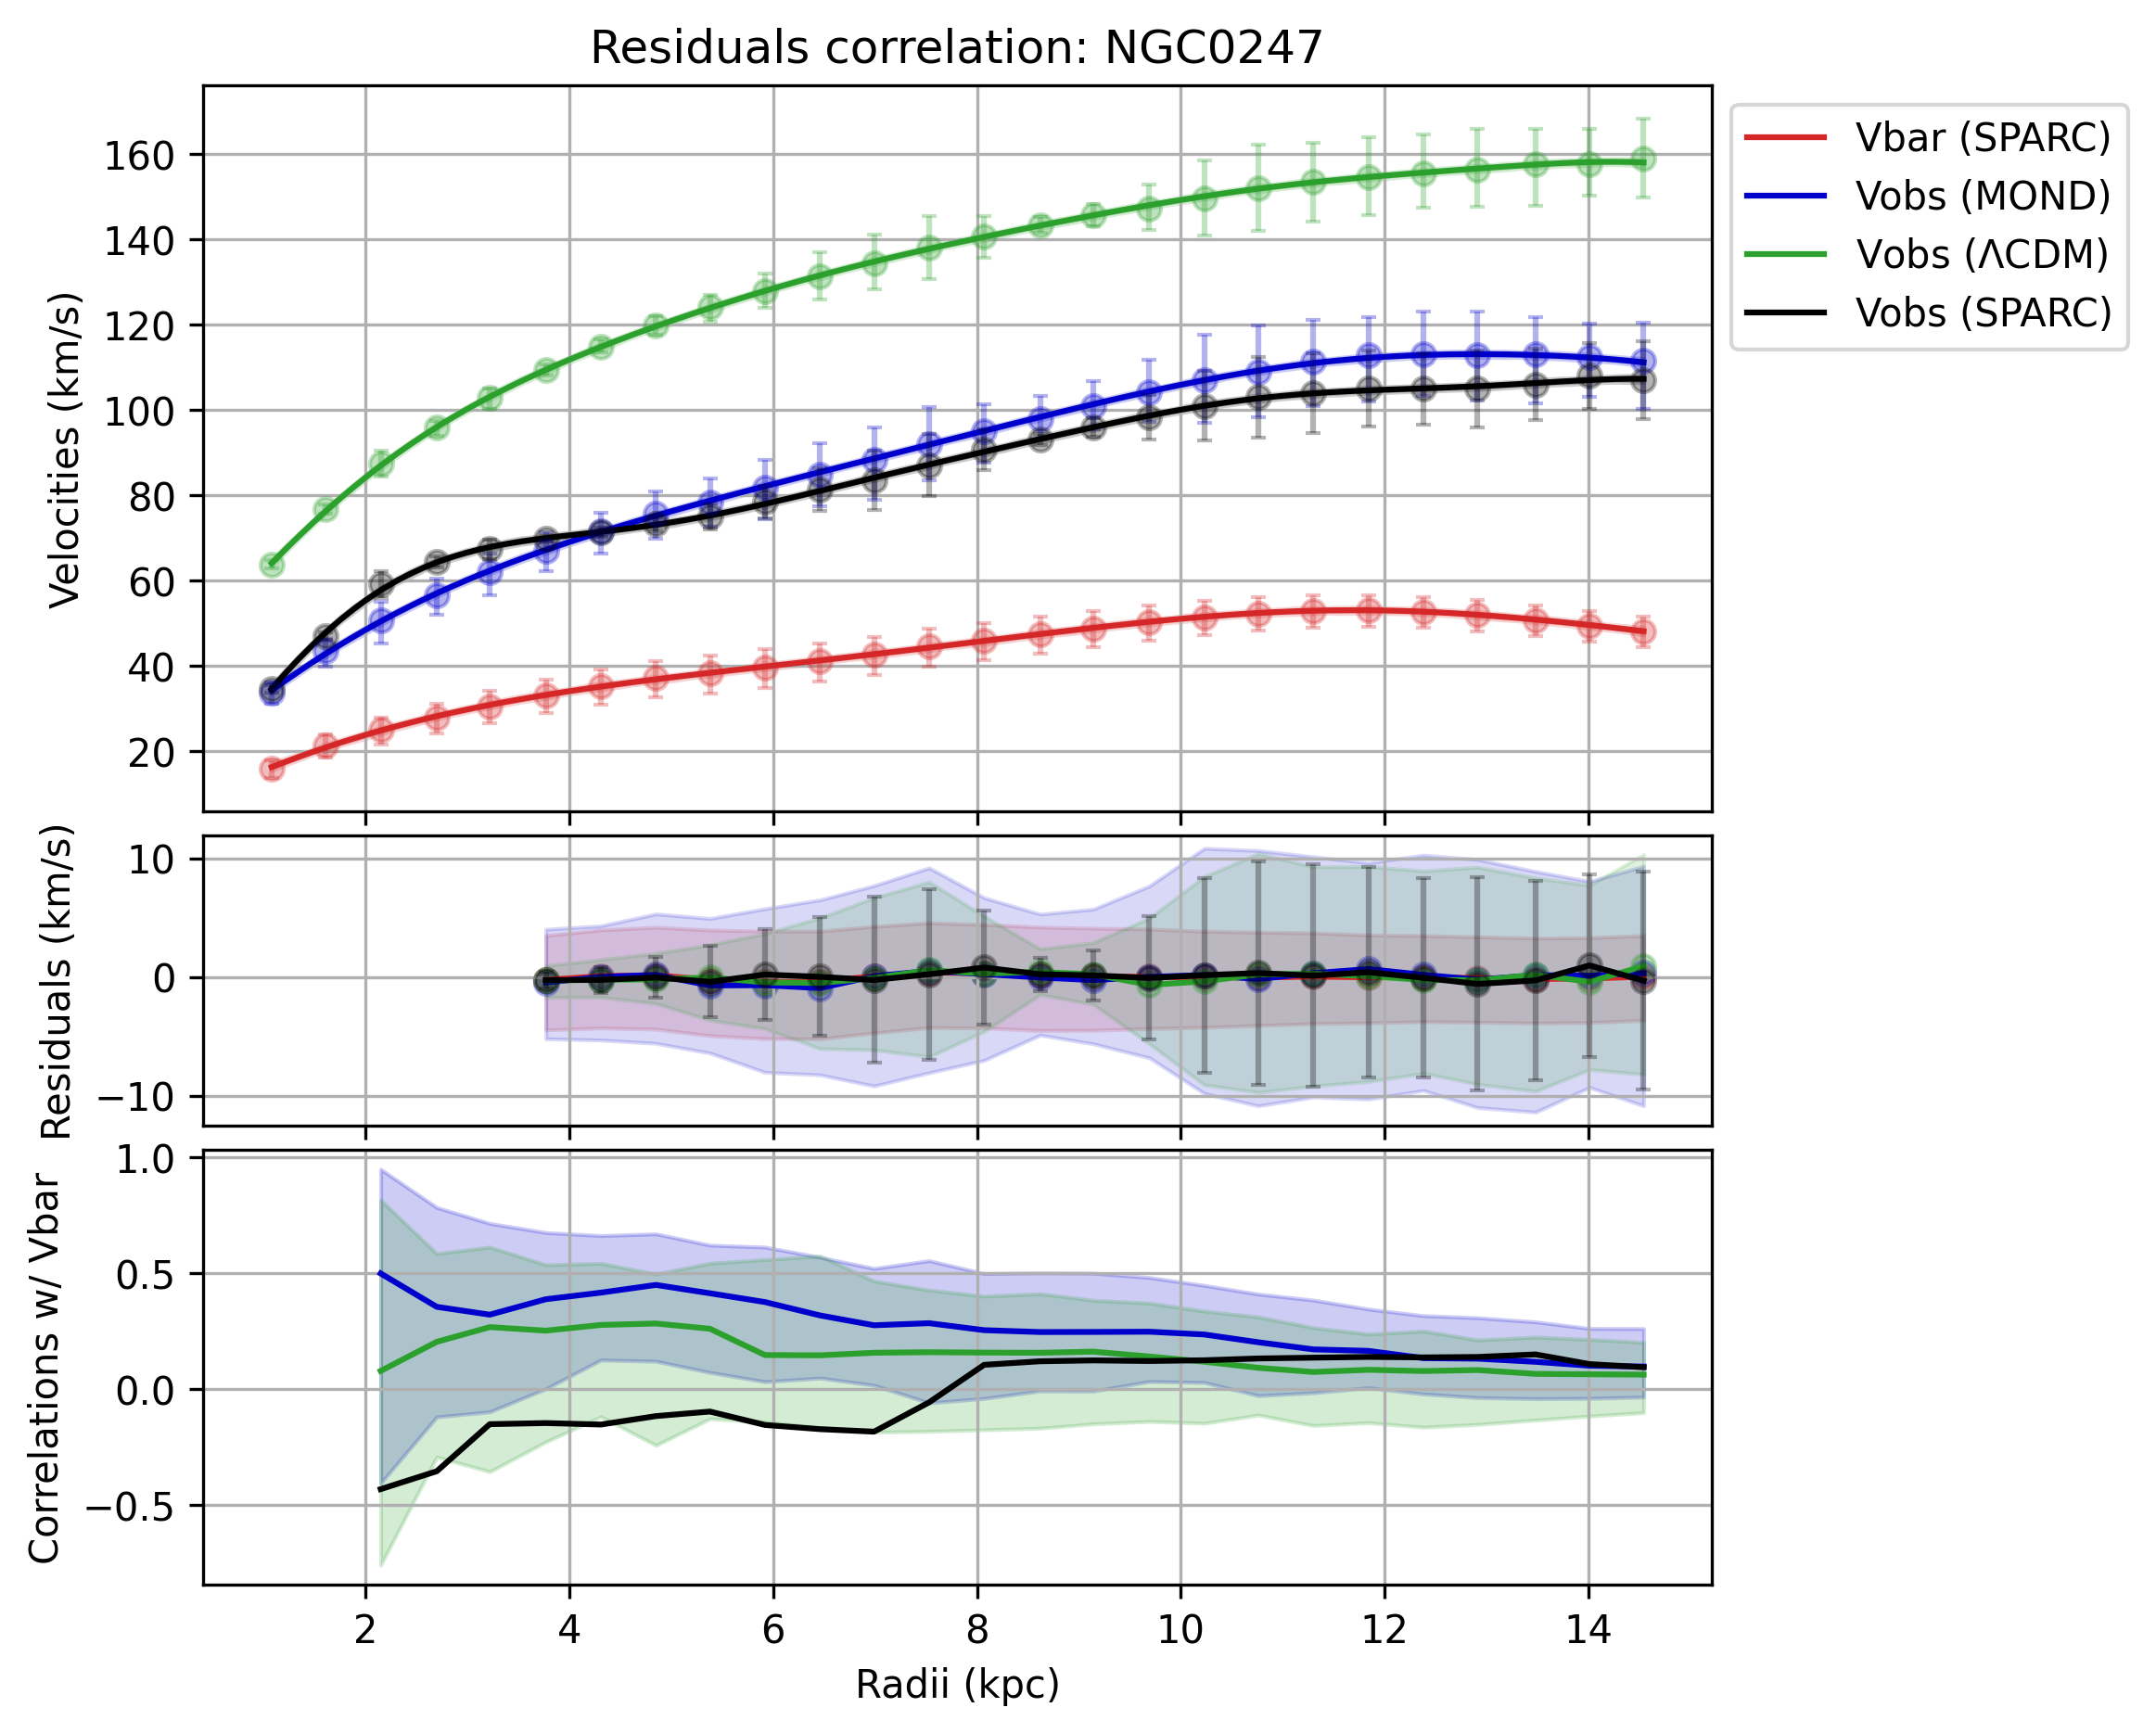 Residuals correlation: NGC0247
Velocities (km/s)
160
140
120
100
80
60
40
20
Vbar (SPARC)
Vobs (MOND)
Vobs (ΛCDM)
Vobs (SPARC)
Residuals (km/s)
10
0
−10
Correlations w/ Vbar
1.0
0.5
0.0
−0.5
2 4 6 8 10 12 14
Radii (kpc)